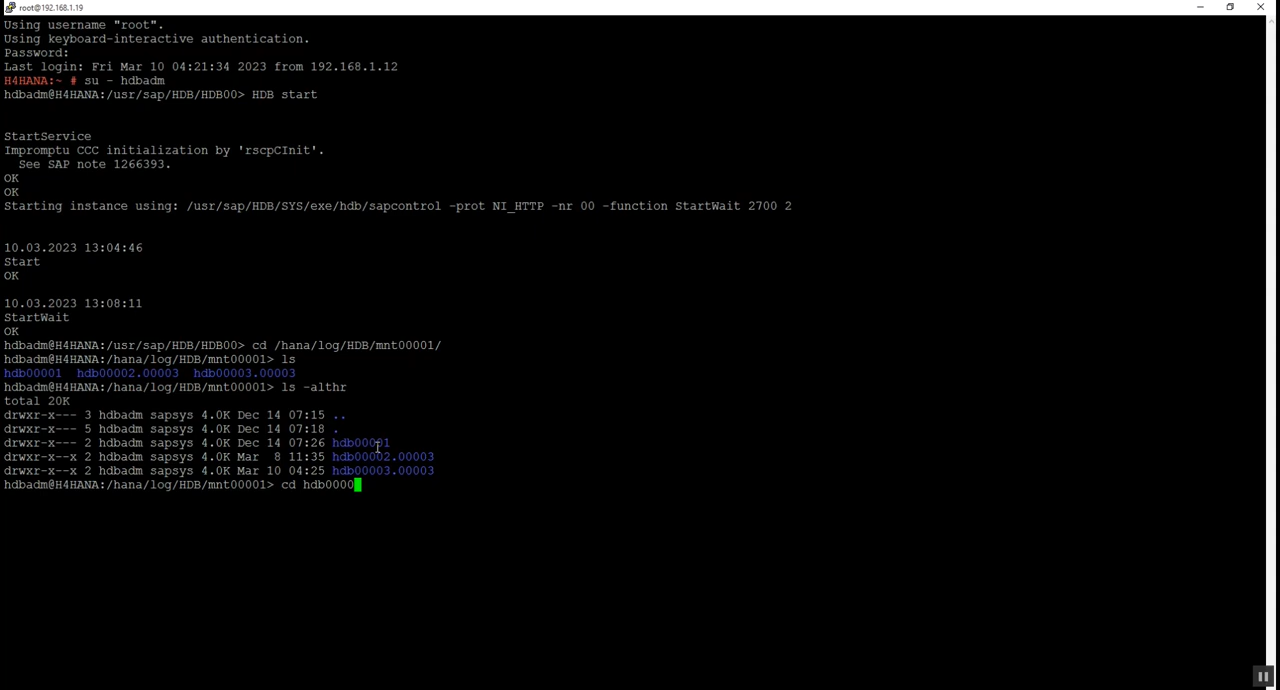 root@192.168.1.19
Using username "root".
Using keyboard-interactive authentication.
Password:
Last login: Fri Mar 10 04:21:34 2023 from 192.168.1.12
H4HANA:~ # su - hdbadm
hdbadm@H4HANA:/usr/sap/HDB/HDB00> HDB start
StartService
Impromptu CCC initialization by 'rscpCInit'.
  See SAP note 1266393.
OK
OK
Starting instance using: /usr/sap/HDB/SYS/exe/hdb/sapcontrol -prot NI_HTTP -nr 00 -function StartWait 2700 2
10.03.2023 13:04:46
Start
OK
10.03.2023 13:08:11
StartWait
OK
hdbadm@H4HANA:/usr/sap/HDB/HDB00> cd /hana/log/HDB/mnt00001/
hdbadm@H4HANA:/hana/log/HDB/mnt00001> ls
hdb00001  hdb00002.00003  hdb00003.00003
hdbadm@H4HANA:/hana/log/HDB/mnt00001> ls -althr
total 20K
drwxr-x--- 3 hdbadm sapsys 4.0K Dec 14 07:15 ..
drwxr-x--- 5 hdbadm sapsys 4.0K Dec 14 07:18 .
drwxr-x--- 2 hdbadm sapsys 4.0K Dec 14 07:26 hdb00001
drwxr-x--x 2 hdbadm sapsys 4.0K Mar  8 11:35 hdb00002.00003
drwxr-x--x 2 hdbadm sapsys 4.0K Mar 10 04:25 hdb00003.00003
hdbadm@H4HANA:/hana/log/HDB/mnt00001> cd hdb0000